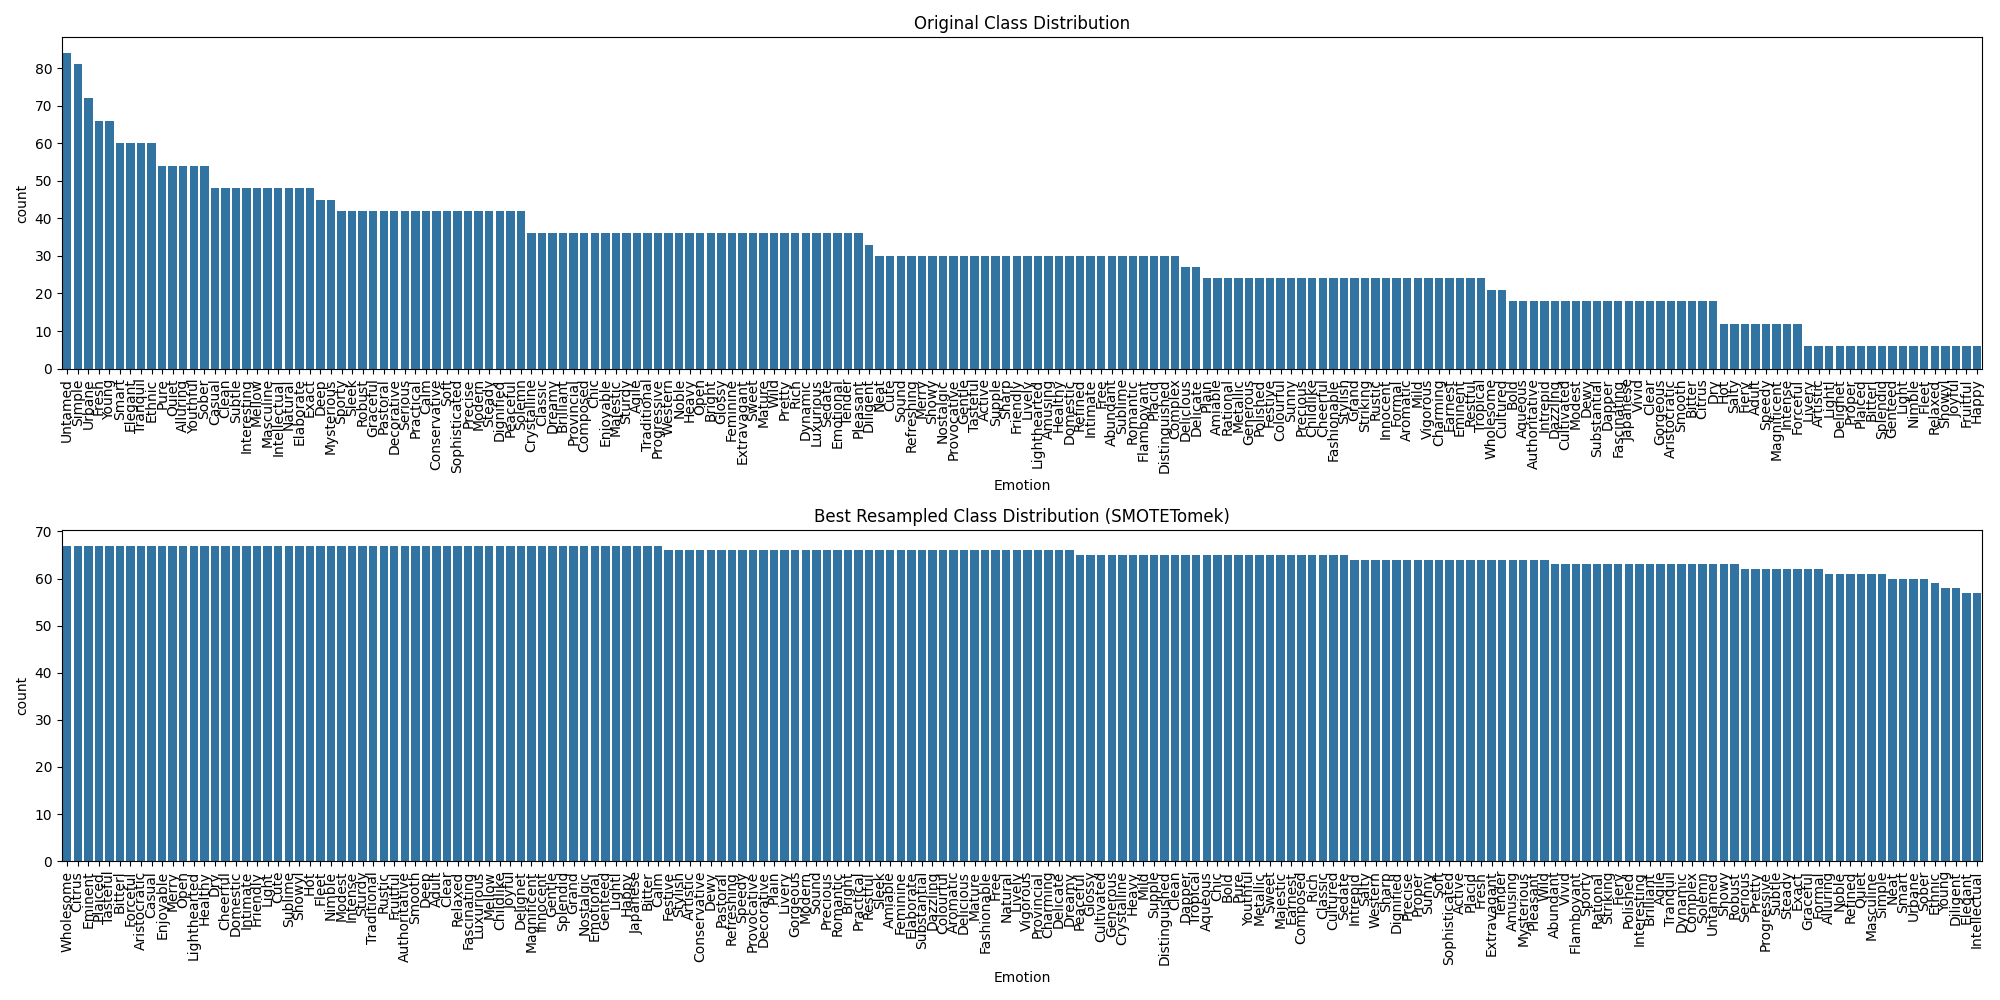 Original Class Distribution
80
70
60
50
40
30
20
10
0
count
Untamed Simple Urbane Fresh Young Smart Elegant Tranquil Ethnic Pure Quiet Alluring Youthful Sober Casual Clean Subtle Interesting Mellow Masculine Intellectual Natural Elaborate Exact Deep Mysterious Sporty Sleek Robust Graceful Pastoral Decorative Serious Practical Calm Conservative Soft Sophisticated Precise Modern Steady Dignified Peaceful Solemn Crystalline Classic Dreamy Brilliant Provincial Composed Chic Enjoyable Majestic Sturdy Agile Traditional Progressive Western Noble Heavy Open Bright Glossy Feminine Extravagant Sweet Mature Wild Pretty Rich Dynamic Luxurious Sedate Emotional Tender Pleasant Diligent Neat Cute Sound Refreshing Merry Showy Nostalgic Provocative Gentle Tasteful Active Supple Sharp Friendly Lively Lighthearted Amusing Healthy Domestic Refined Intimate Free Abundant Sublime Romantic Flamboyant Placid Distinguished Complex Delicious Delicate Plain Amiable Rational Metallic Generous Polished Festive Colourful Sunny Precious Childlike Cheerful Fashionable Stylish Grand Striking Rustic Innocent Formal Aromatic Mild Vigorous Charming Earnest Eminent Restful Tropical Wholesome Cultured Bold Aqueous Authoritative Intrepid Dazzling Cultivated Modest Dewy Substantial Dapper Fascinating Japanese Vivid Clear Gorgeous Aristocratic Smooth Bitter Citrus Dry Hot Salty Fiery Adult Speedy Magnificent Intense Forceful Livery Artistic Lightl Delighet Proper Plaiced Bitterl Splendid Genteed Light Nimble Fleet Relaxed Showyl Joyful Fruitful Happy
Emotion
Best Resampled Class Distribution (SMOTETomek)
70
60
50
40
30
20
10
0
count
Wholesome Citrus Eminent Plaiced Tasteful Bitterl Forceful Aristocratic Casual Enjoyable Merry Open Lighthearted Healthy Dry Cheerful Domestic Intimate Friendly Light Cute Sublime Showyl Hot Fleet Nimble Modest Intense Sturdy Traditional Rustic Fruitful Authoritative Smooth Deep Adult Clear Relaxed Fascinating Luxurious Mellow Childlike Joyful Delighet Magnificent Innocent Gentle Splendid Grand Nostalgic Emotional Genteed Lightl Happy Japanese Bitter Calm Festive Stylish Artistic Conservative Dewy Pastoral Refreshing Speedy Provocative Decorative Plain Livery Gorgeous Modern Sound Precious Romantic Bright Practical Restful Sleek Amiable Feminine Elaborate Substantial Dazzling Colourful Aromatic Delicious Mature Fashionable Free Natural Lively Vigorous Provincial Charming Delicate Dreamy Peaceful Glossy Cultivated Generous Crystalline Heavy Mild Supple Distinguished Clean Dapper Tropical Aqueous Chic Bold Pure Youthful Metallic Sweet Majestic Earnest Composed Rich Classic Cultured Sedate Intrepid Salty Western Sharp Dignified Precise Proper Sunny Soft Sophisticated Active Placid Fresh Extravagant Tender Amusing Mysterious Pleasant Wild Abundant Vivid Flamboyant Sporty Rational Striking Fiery Polished Interesting Brilliant Agile Tranquil Dynamic Complex Solemn Untamed Showy Robust Serious Pretty Progressive Subtle Steady Exact Graceful Formal Alluring Noble Refined Quiet Masculine Simple Neat Smart Urbane Sober Ethnic Young Diligent Elegant Intellectual
Emotion